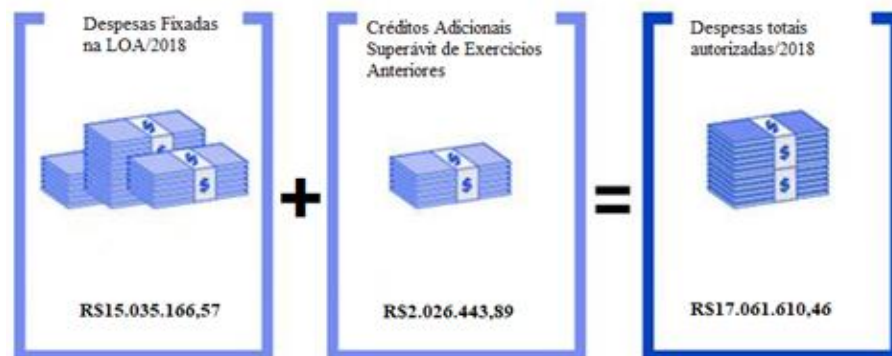 Despesas Fixadas
na LOA/2018
R$15.035.166,57
+
Créditos Adicionais
Superávit de Exercicios
Anteriores
R$2.026.443,89
=
Despesas totais
autorizadas/2018
R$17.061.610,46